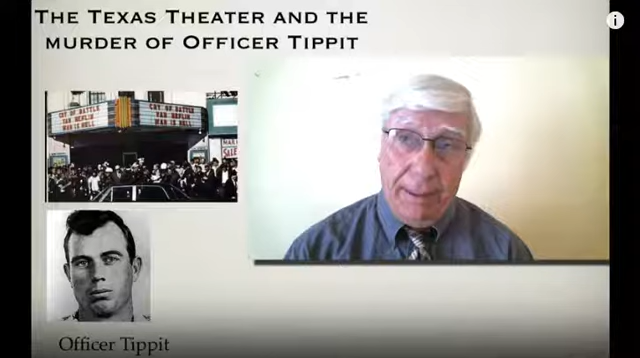 THE TEXAS THEATER AND THE
MURDER OF OFFICER TIPPIT
CRY OF BATTLE
VAN HEFLIN
WAR IS HELL
CRY OF BATTLE
VAN HEFLIN
WAR IS HELL
SALE
Officer Tippit
i